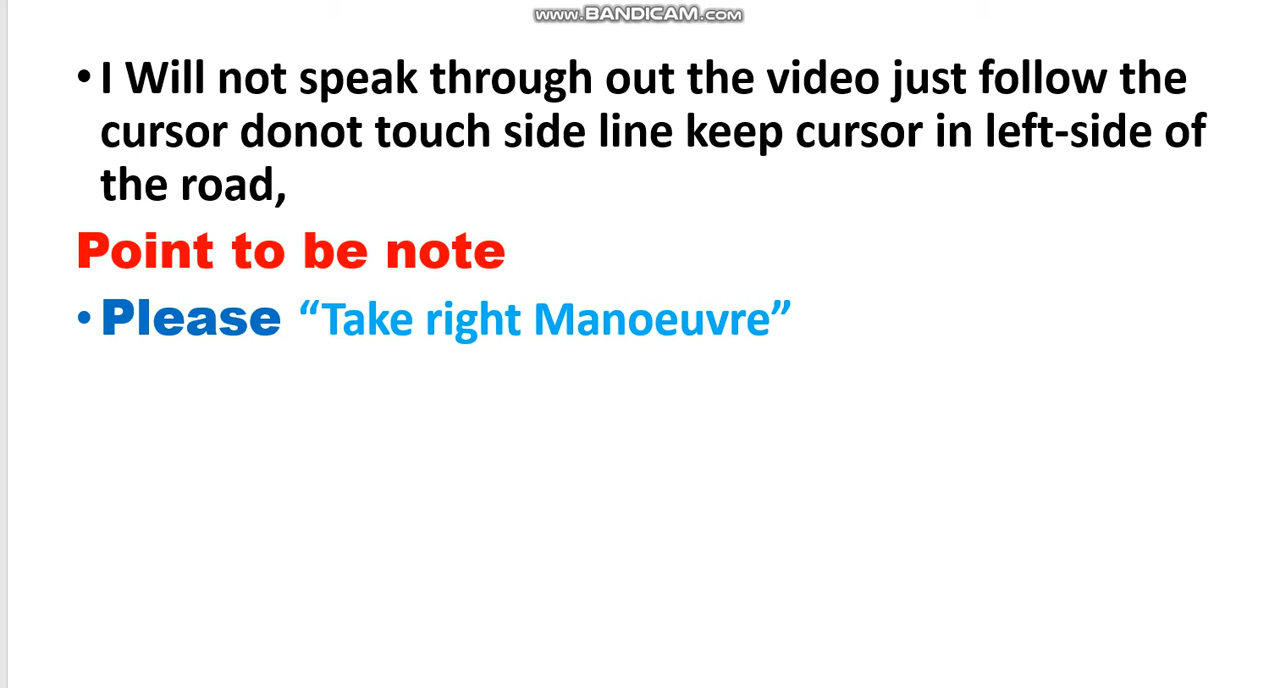 www.BANDICAM.com
• I Will not speak through out the video just follow the
cursor donot touch side line keep cursor in left-side of
the road,
Point to be note
• Please “Take right Manoeuvre”